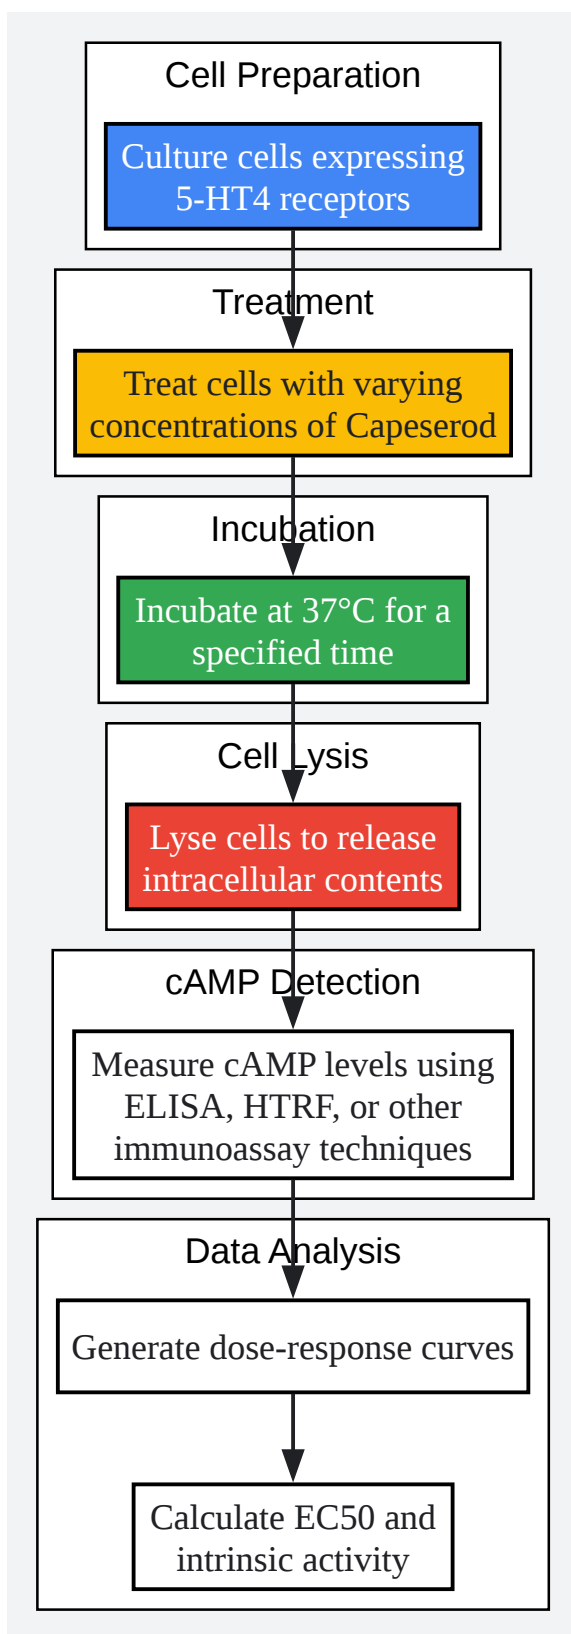 Cell Preparation
Culture cells expressing
5-HT4 receptors
Treatment
Treat cells with varying
concentrations of Capeserod
Incubation
Incubate at 37°C for a
specified time
Cell Lysis
Lyse cells to release
intracellular contents
cAMP Detection
Measure cAMP levels using
ELISA, HTRF, or other
immunoassay techniques
Data Analysis
Generate dose-response curves
Calculate EC50 and
intrinsic activity